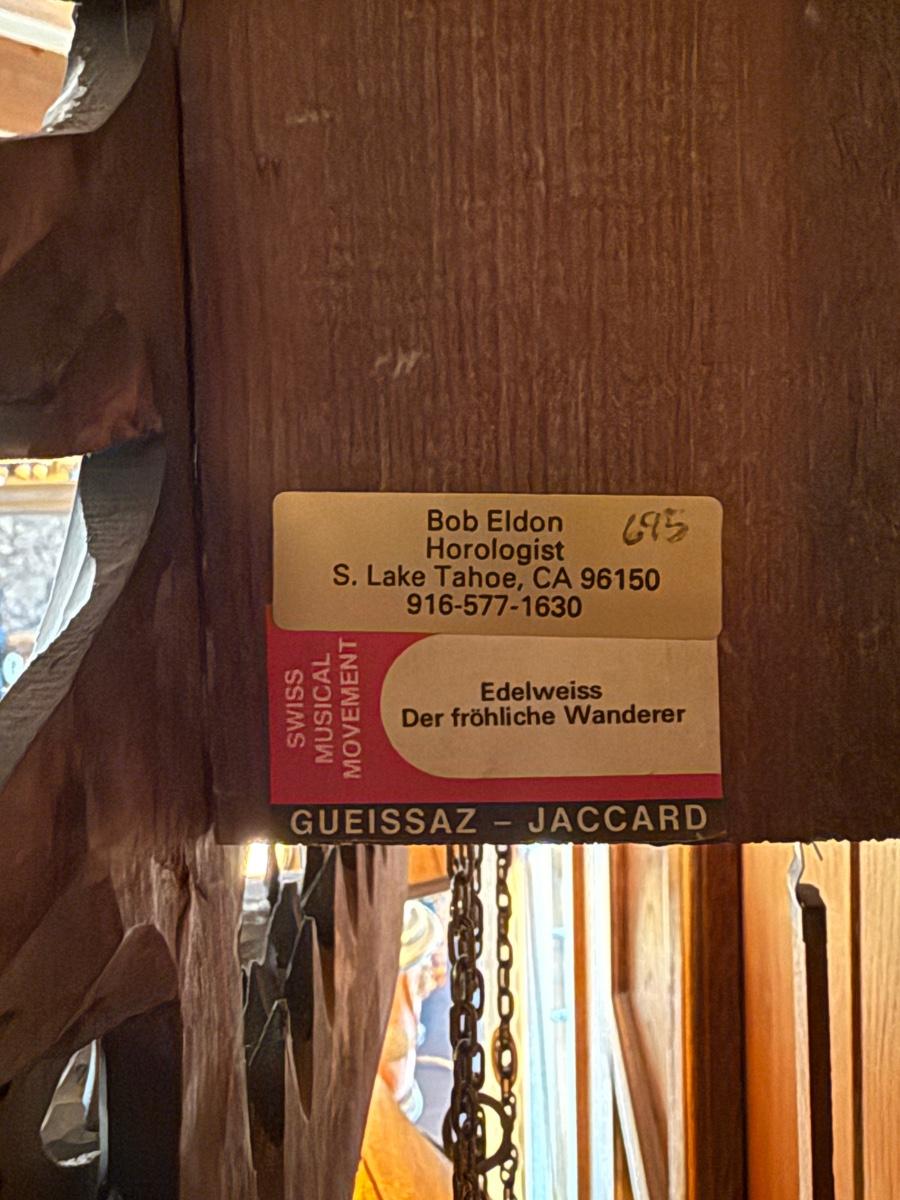 Bob Eldon
695
Horologist
S. Lake Tahoe, CA 96150
916-577-1630
SWISS
MUSICAL
MOVEMENT
Edelweiss
Der fröhliche Wanderer
GUEISSAZ – JACCARD